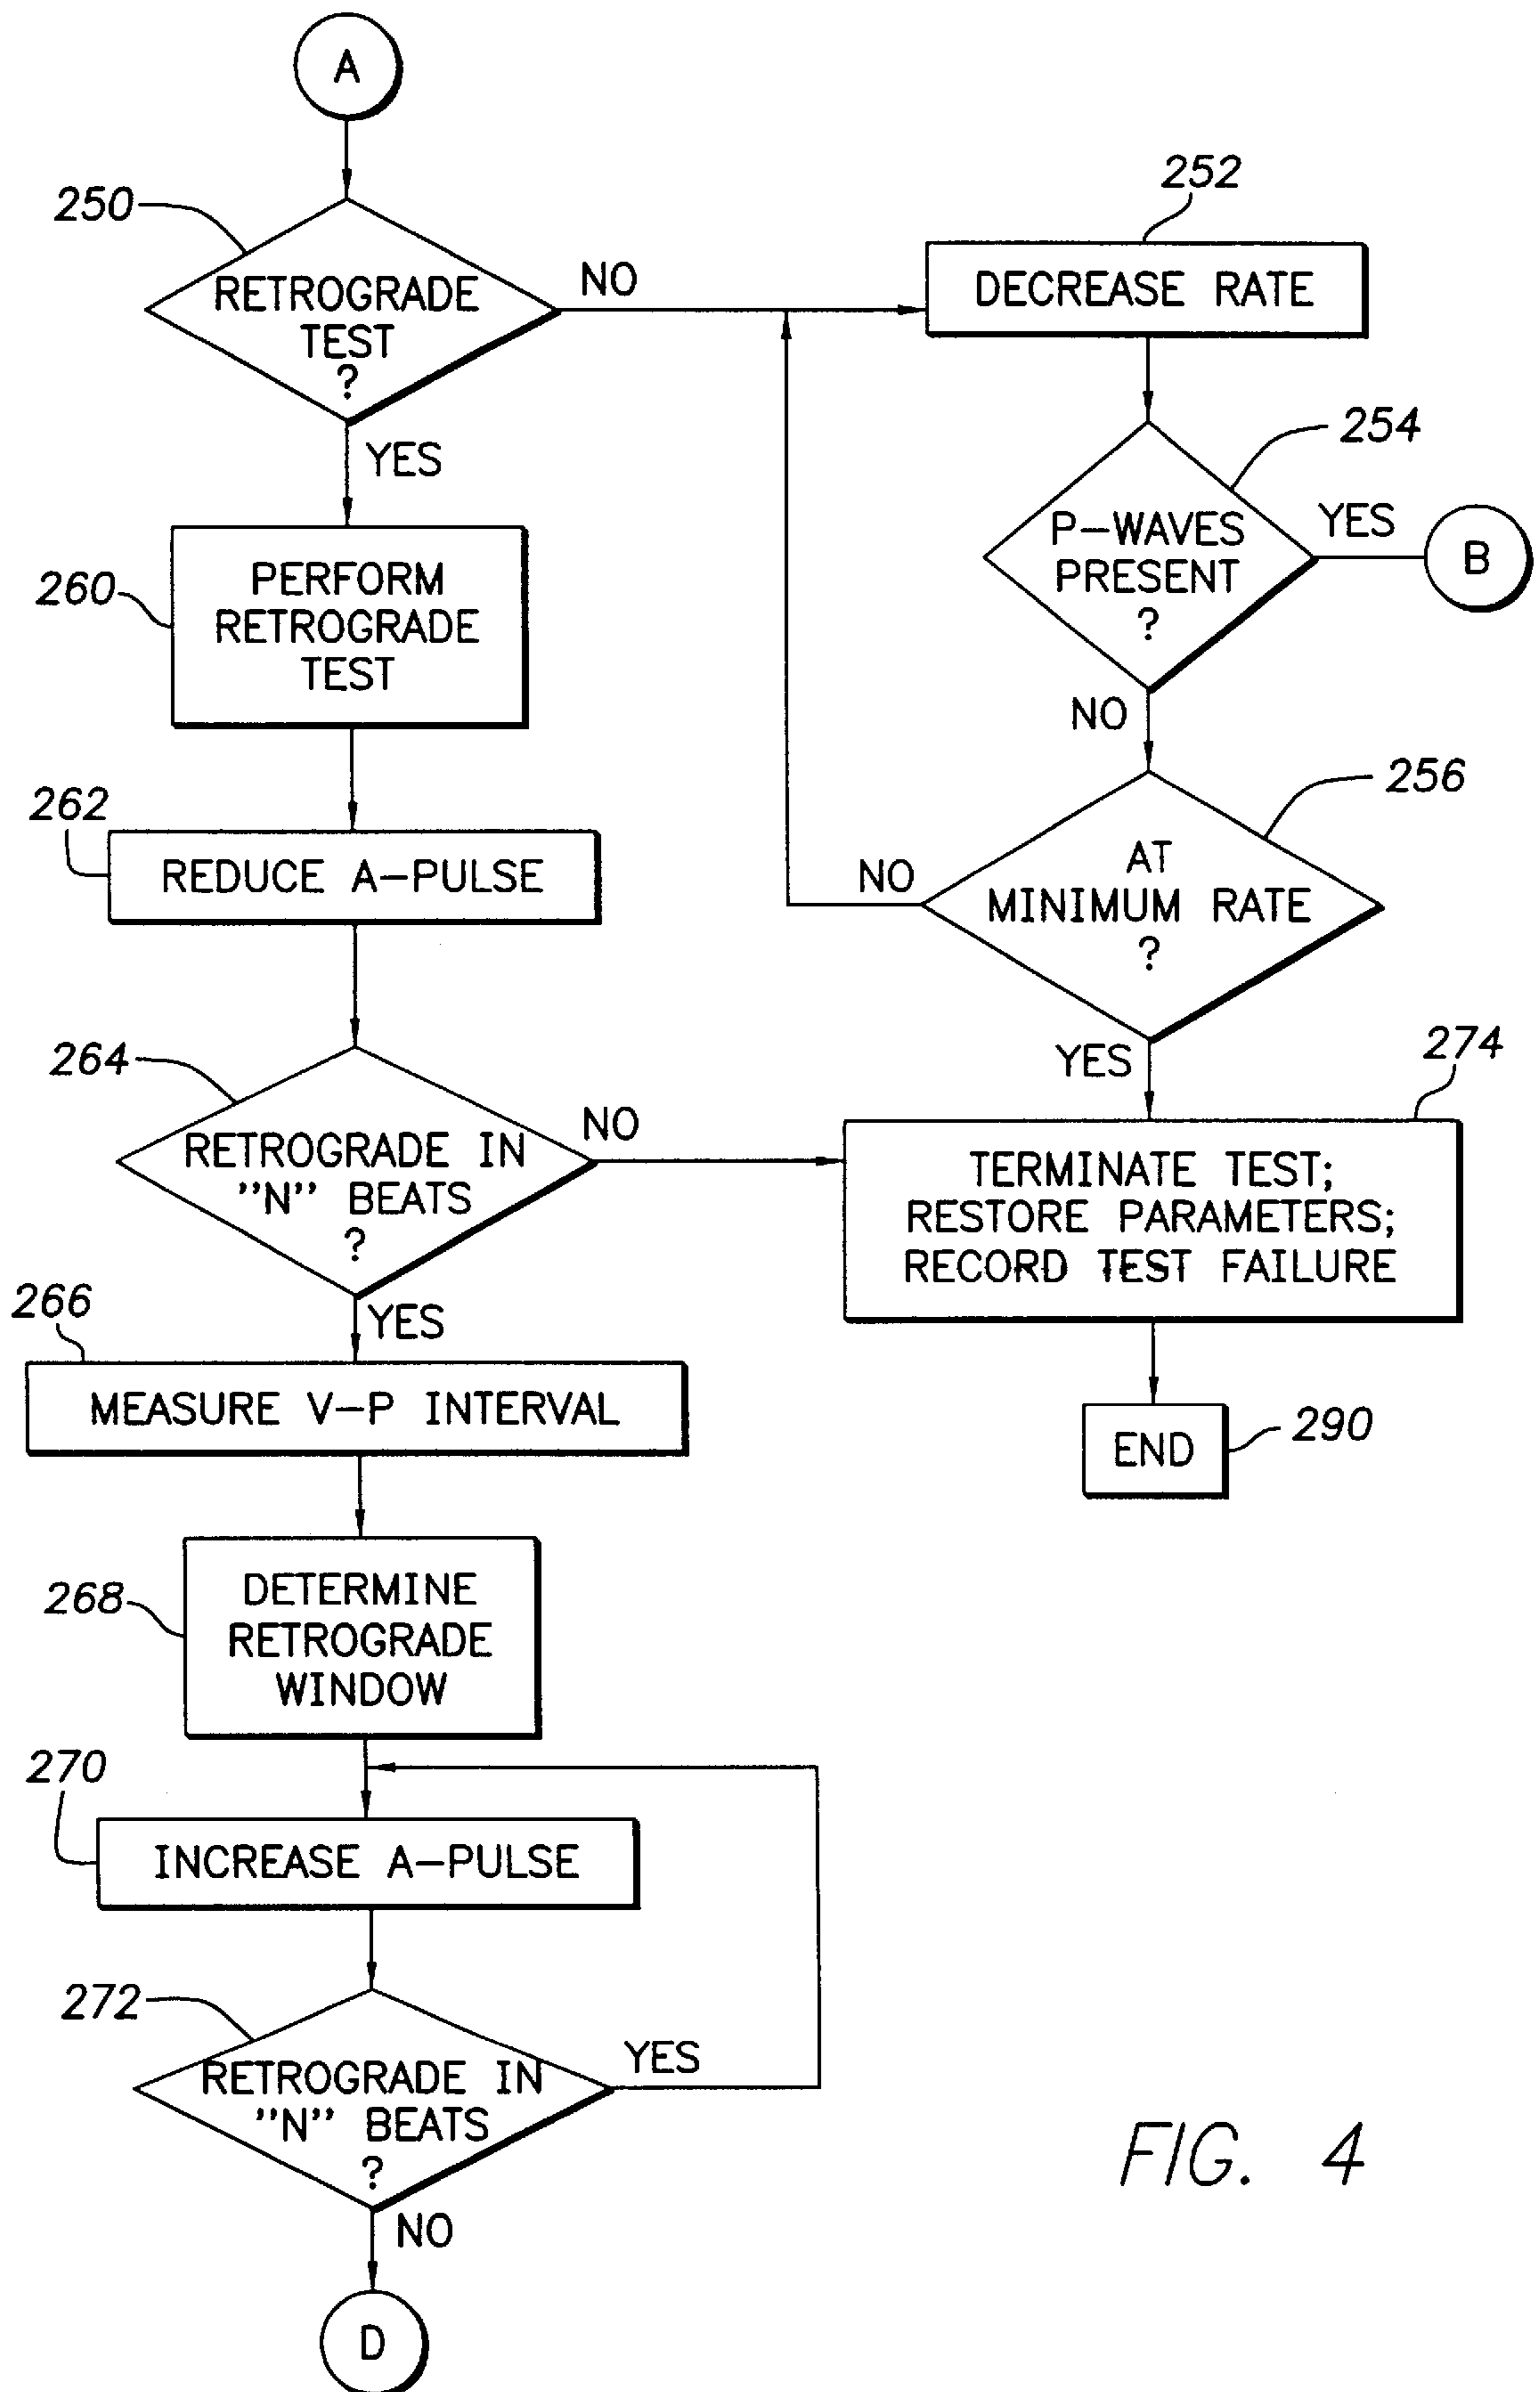 A
250
RETROGRADE
TEST
?
NO
YES
252
DECREASE RATE
254
P-WAVES
PRESENT
?
YES
B
NO
256
AT
MINIMUM RATE
?
NO
YES
260
PERFORM
RETROGRADE
TEST
262
REDUCE A-PULSE
264
RETROGRADE IN
"N" BEATS
?
NO
YES
274
TERMINATE TEST;
RESTORE PARAMETERS;
RECORD TEST FAILURE
END
290
266
MEASURE V-P INTERVAL
268
DETERMINE
RETROGRADE
WINDOW
270
INCREASE A-PULSE
272
RETROGRADE IN
"N" BEATS
?
YES
NO
D
FIG. 4